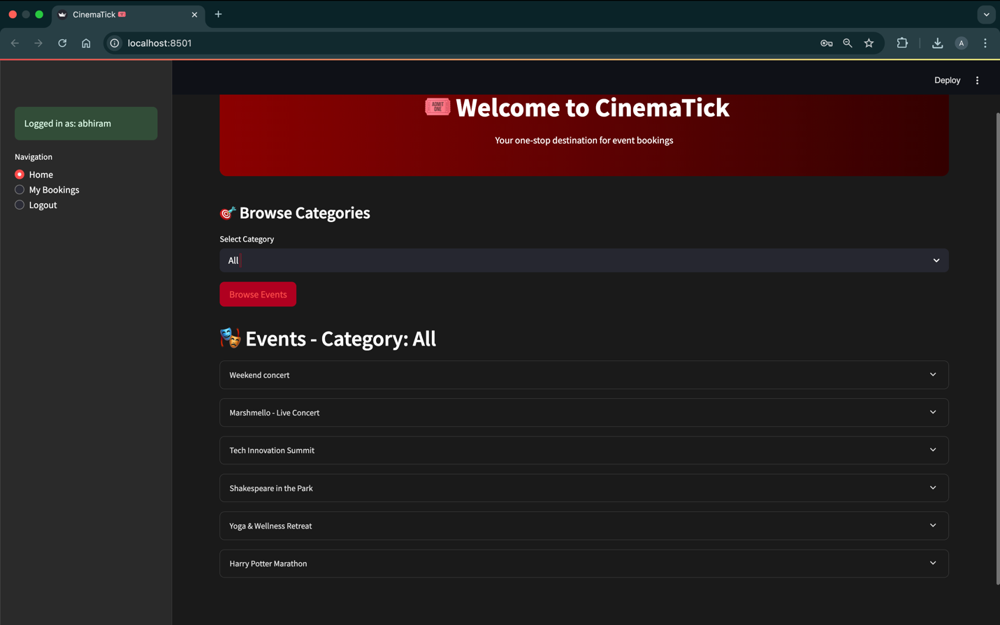 CinemaTick
localhost:8501
A
Deploy
Logged in as: abhiram
Navigation
Home
My Bookings
Logout
ADMIT
ONE
Welcome to CinemaTick
Your one-stop destination for event bookings
Browse Categories
Select Category
All
Browse Events
Events - Category: All
Weekend concert
Marshmello - Live Concert
Tech Innovation Summit
Shakespeare in the Park
Yoga & Wellness Retreat
Harry Potter Marathon